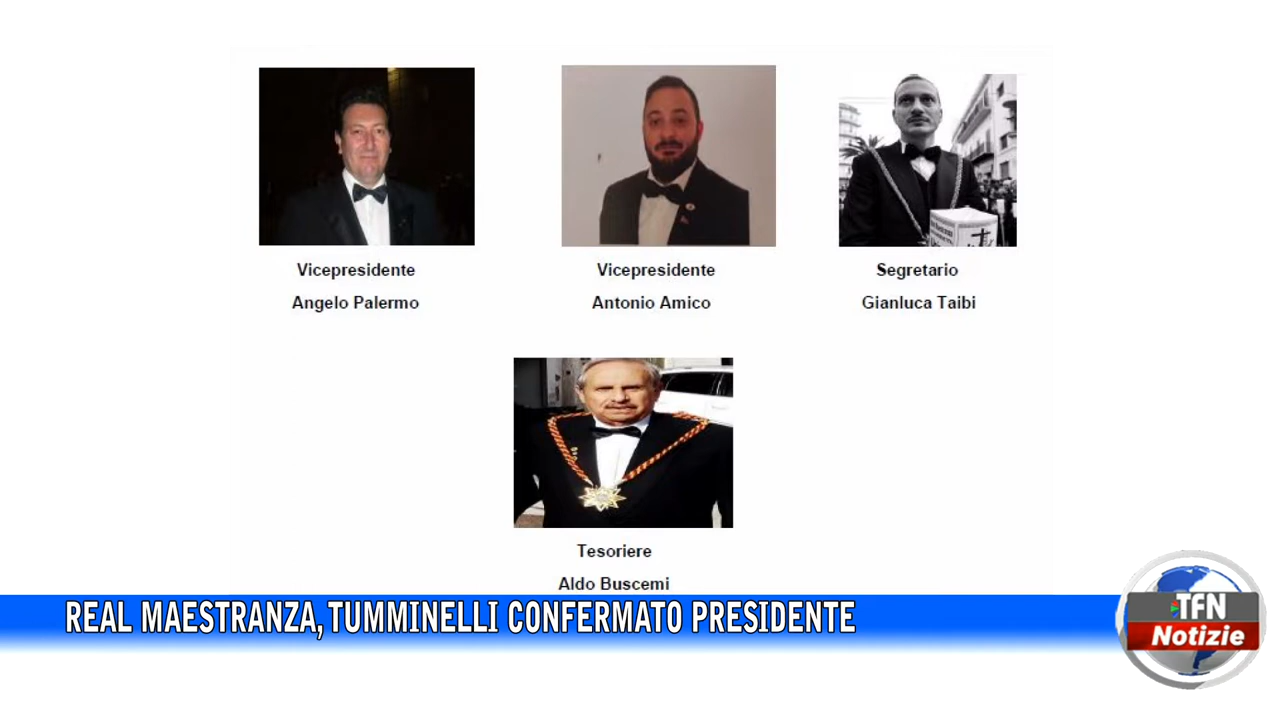 Vicepresidente
Angelo Palermo
Vicepresidente
Antonio Amico
Segretario
Gianluca Taibi
Tesoriere
Aldo Buscemi
REAL MAESTRANZA, TUMMINELLI CONFERMATO PRESIDENTE
TFN
Notizie